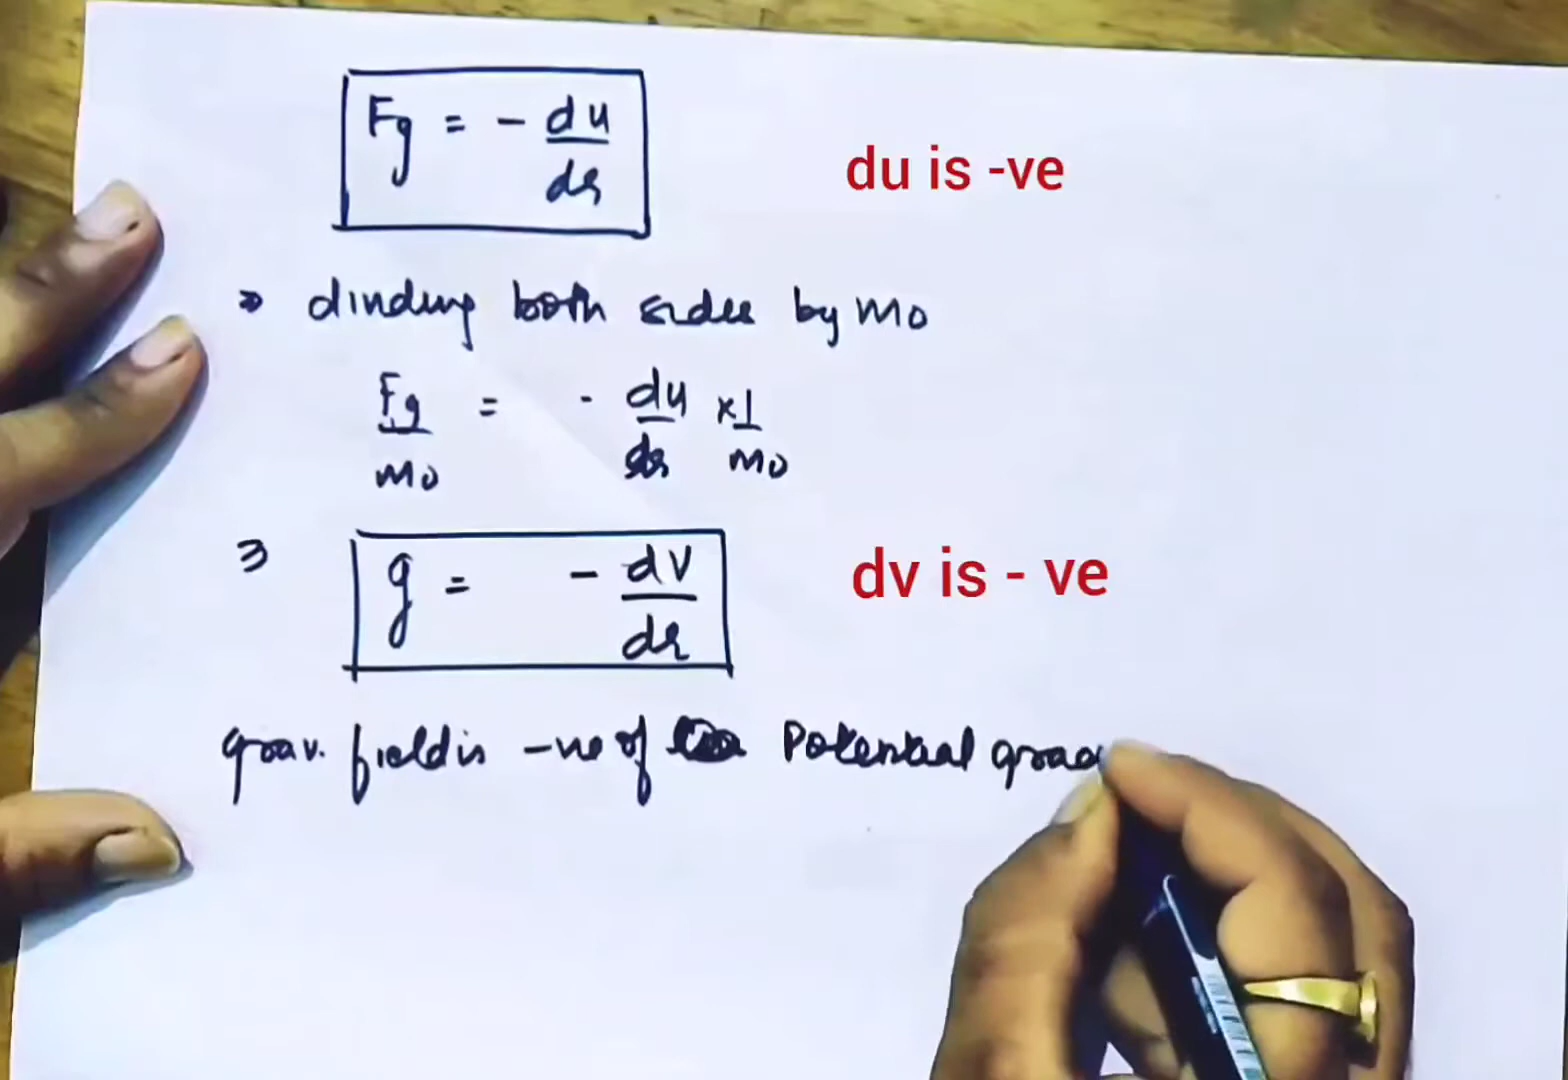 Fg = - du/dr
du is -ve
⇒ dividing both sides by mo
Fg/mo = - du/dr × 1/mo
⇒ g = - dv/dr
dv is - ve
grav. field is -ve of Potential grad